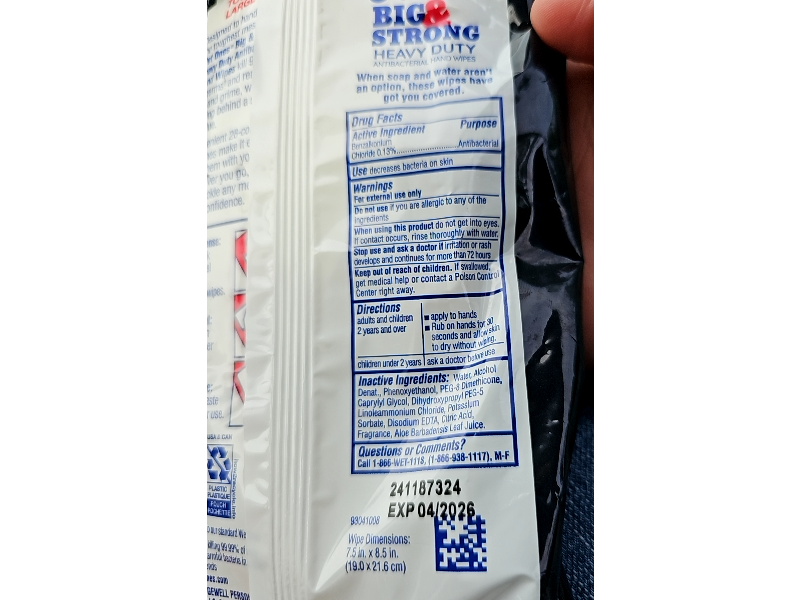 LARGE
BIG&
STRONG
HEAVY DUTY
ANTIBACTERIAL HAND WIPES
When soap and water aren't
an option, these wipes have
got you covered.
Drug Facts
Active Ingredient Purpose
Benzalkonium
Chloride 0.13%..........................Antibacterial
Use decreases bacteria on skin
Warnings
For external use only
Do not use if you are allergic to any of the
ingredients
When using this product do not get into eyes.
If contact occurs, rinse thoroughly with water.
Stop use and ask a doctor if irritation or rash
develops and continues for more than 72 hours
Keep out of reach of children. If swallowed,
get medical help or contact a Poison Control
Center right away.
Directions
adults and children
2 years and over
■ apply to hands
■ Rub on hands for 30
seconds and allow skin
to dry without wiping.
children under 2 years ask a doctor before use
Inactive Ingredients: Water, Alcohol
Denat., Phenoxyethanol, PEG-8 Dimethicone,
Caprylyl Glycol, Dihydroxypropyl PEG-5
Linoleammonium Chloride, Potassium
Sorbate, Disodium EDTA, Citric Acid,
Fragrance, Aloe Barbadensis Leaf Juice.
Questions or Comments?
Call 1-866-WET-1118, (1-866-938-1117), M-F
241187324
EXP 04/2026
93041008
Wipe Dimensions:
7.5 in. x 8.5 in.
(19.0 x 21.6 cm)
USA & CAN
PLASTIC
PLASTIQUE
POUCH
POCHETTE